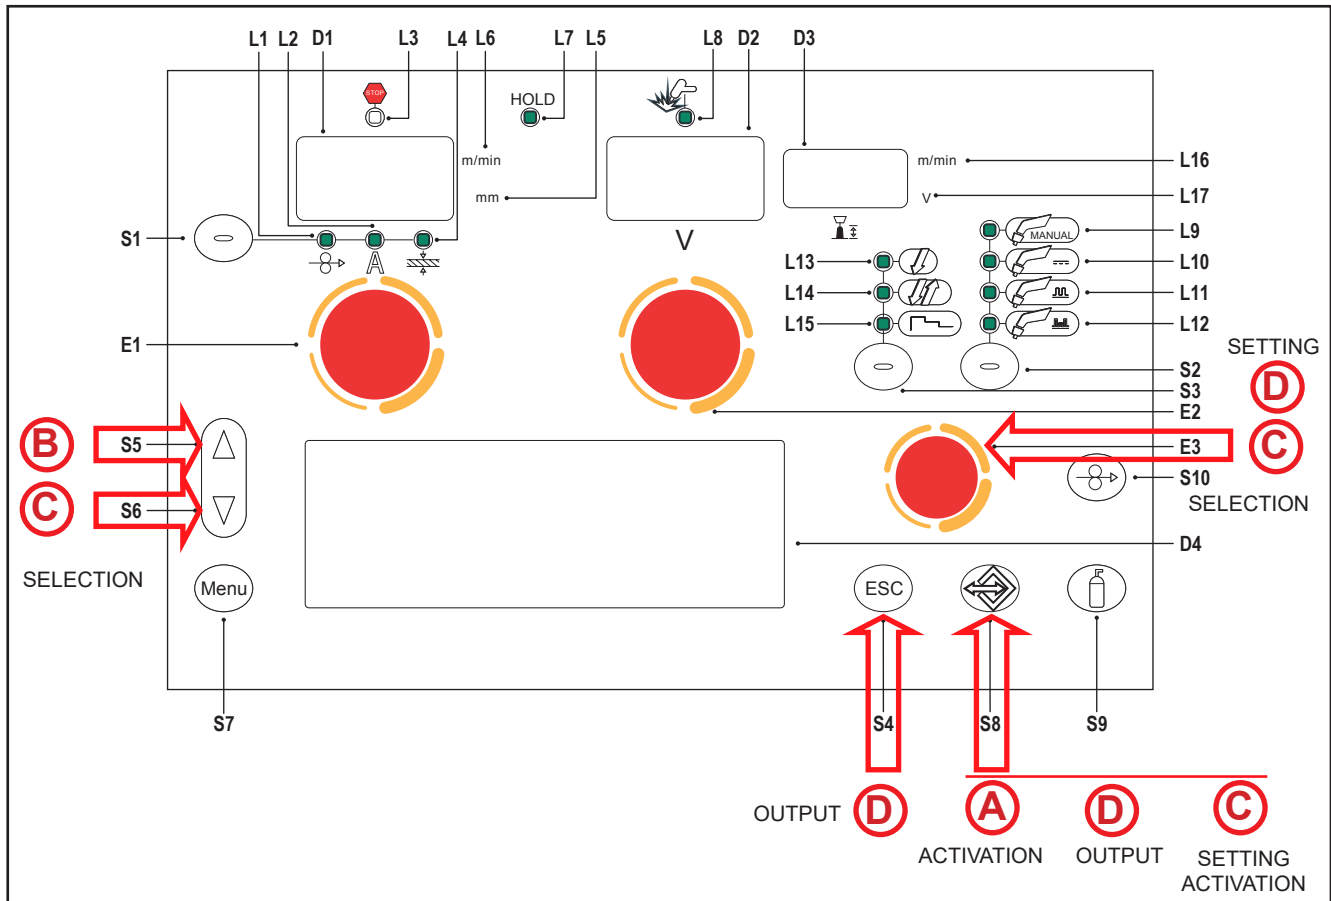 L1 L2 D1 L3 L4 L6 L7 L5 L8 D2 D3
STOP
HOLD
m/min
m/min
L16
mm
V
L17
S1
MANUAL
L9
A
V
L13
L10
L14
L11
L15
L12
E1
SETTING
S2
D
S3
E2
B
S5
E3
C
S10
C
S6
SELECTION
D4
SELECTION
Menu
ESC
S7
S4
S8
S9
OUTPUT
D
A
D
C
ACTIVATION
OUTPUT
SETTING
ACTIVATION